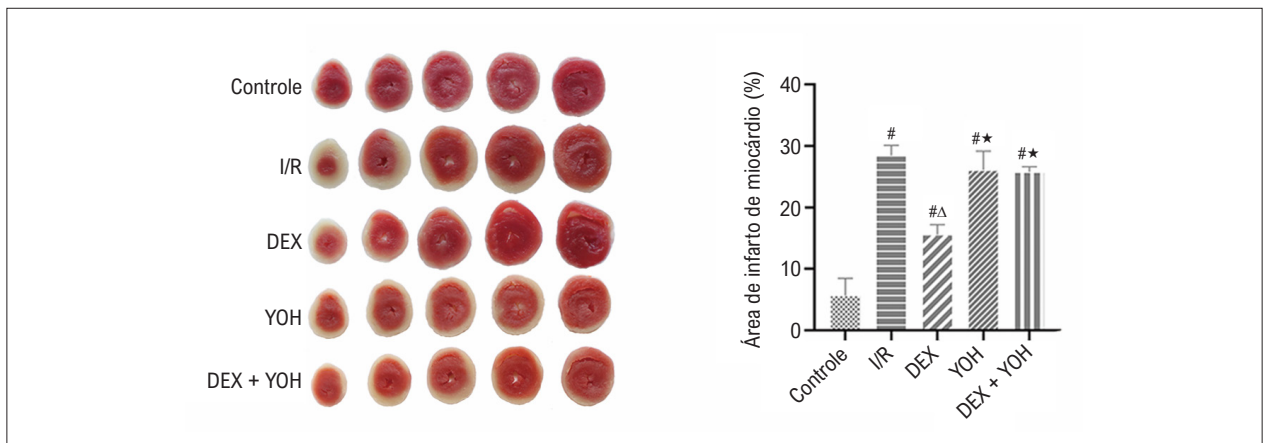 Controle
I/R
DEX
YOH
DEX + YOH
Área de infarto de miocárdio (%)
40
30
20
10
0
#
#Δ
#★
#★
Controle
I/R
DEX
YOH
DEX + YOH